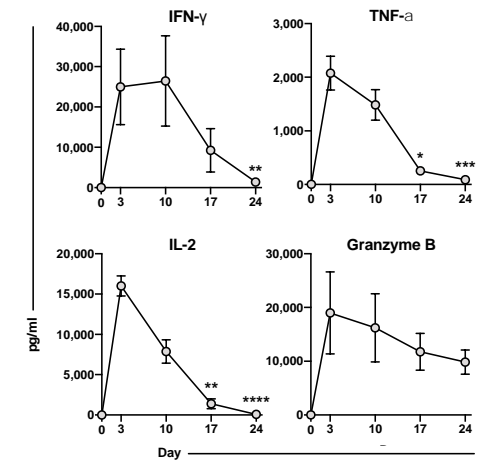 IFN-γ
40,000
30,000
20,000
10,000
0
**
0 3 10 17 24
TNF-a
3,000
2,000
1,000
0
* ***
0 3 10 17 24
IL-2
20,000
15,000
10,000
5,000
0
** ****
0 3 10 17 24
Granzyme B
30,000
20,000
10,000
0
0 3 10 17 24
pg/ml
Day